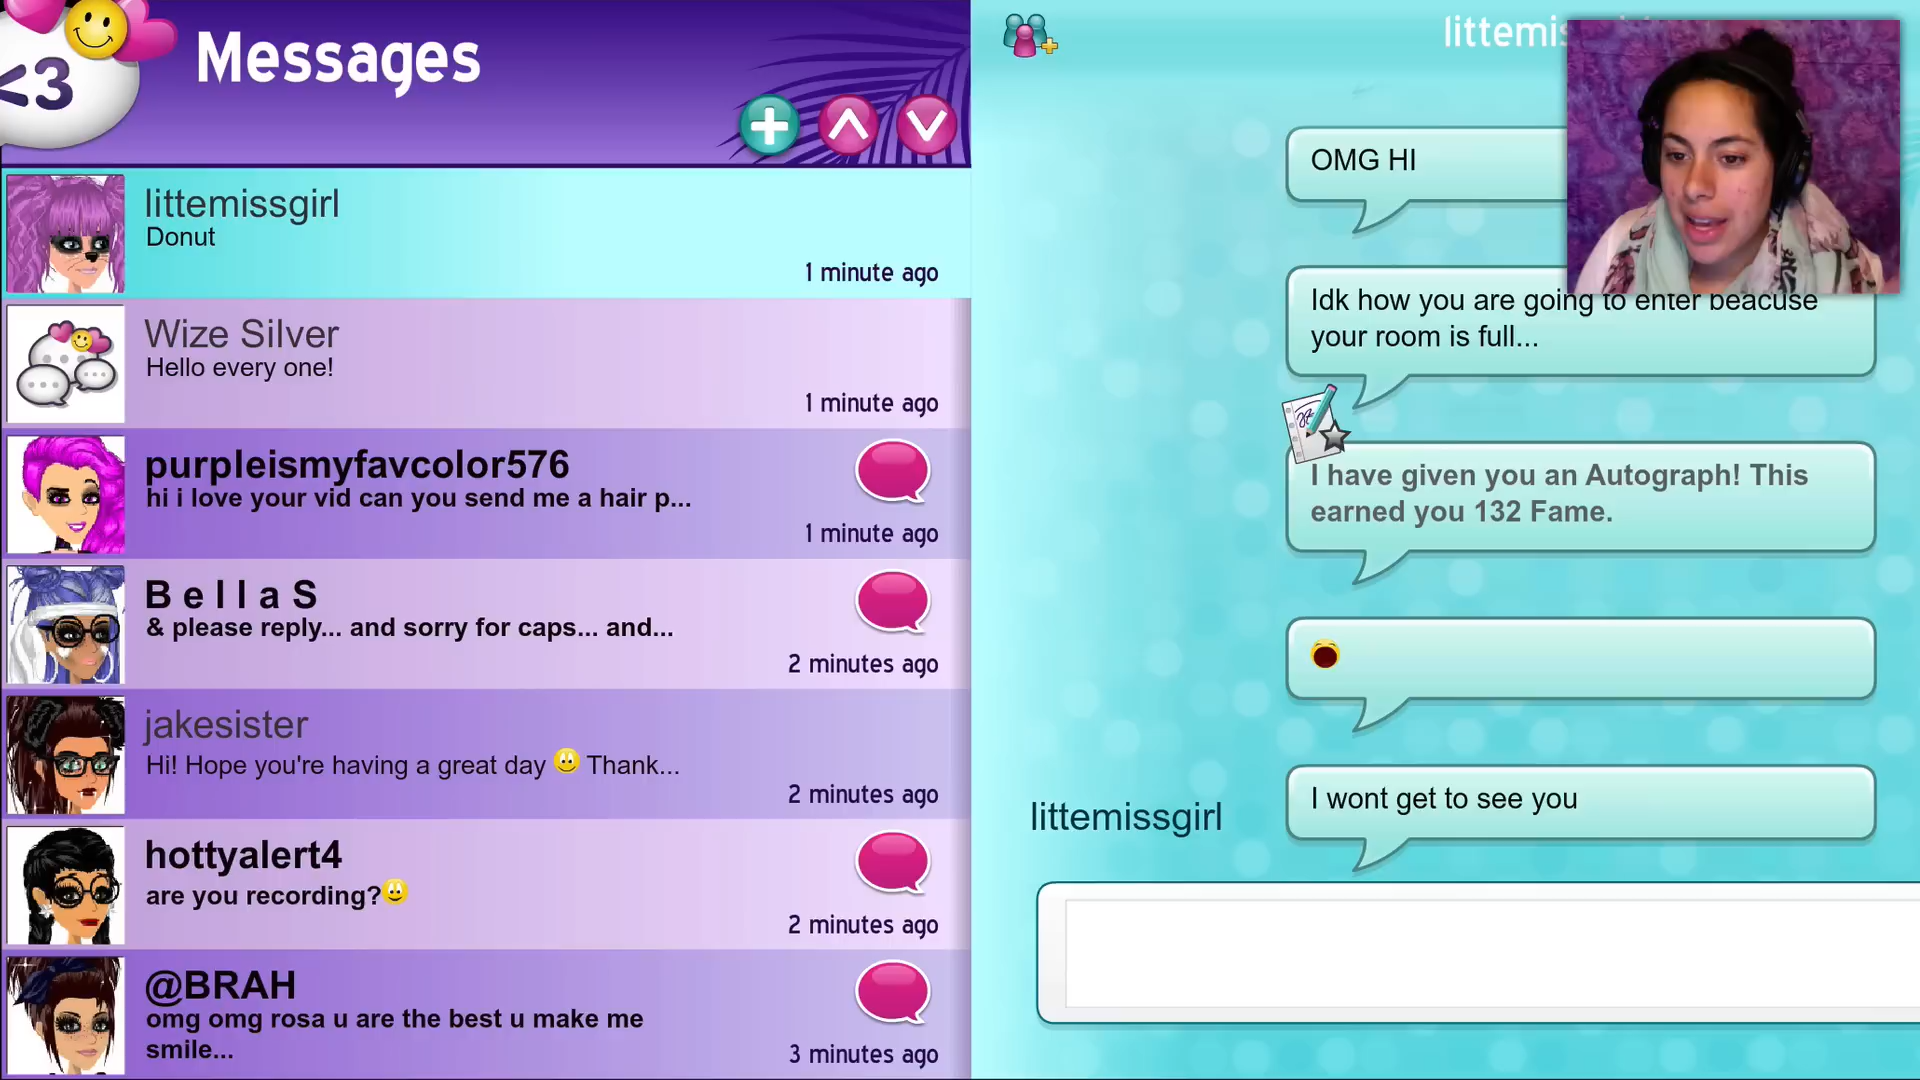 <3
Messages
littemissgirl
Donut
1 minute ago
Wize Silver
Hello every one!
1 minute ago
purpleismyfavcolor576
hi i love your vid can you send me a hair p...
1 minute ago
B e l l a S
& please reply... and sorry for caps... and...
2 minutes ago
jakesister
Hi! Hope you're having a great day Thank...
2 minutes ago
hottyalert4
are you recording?
2 minutes ago
@BRAH
omg omg rosa u are the best u make me
smile...
3 minutes ago
littemis
OMG HI
Idk how you are going to enter beacuse
your room is full...
I have given you an Autograph! This
earned you 132 Fame.
I wont get to see you
littemissgirl